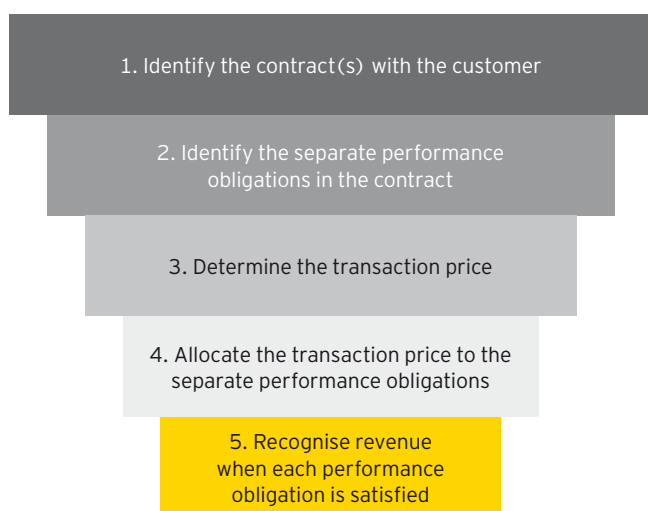 1. Identify the contract(s) with the customer
2. Identify the separate performance
obligations in the contract
3. Determine the transaction price
4. Allocate the transaction price to the
separate performance obligations
5. Recognise revenue
when each performance
obligation is satisfied